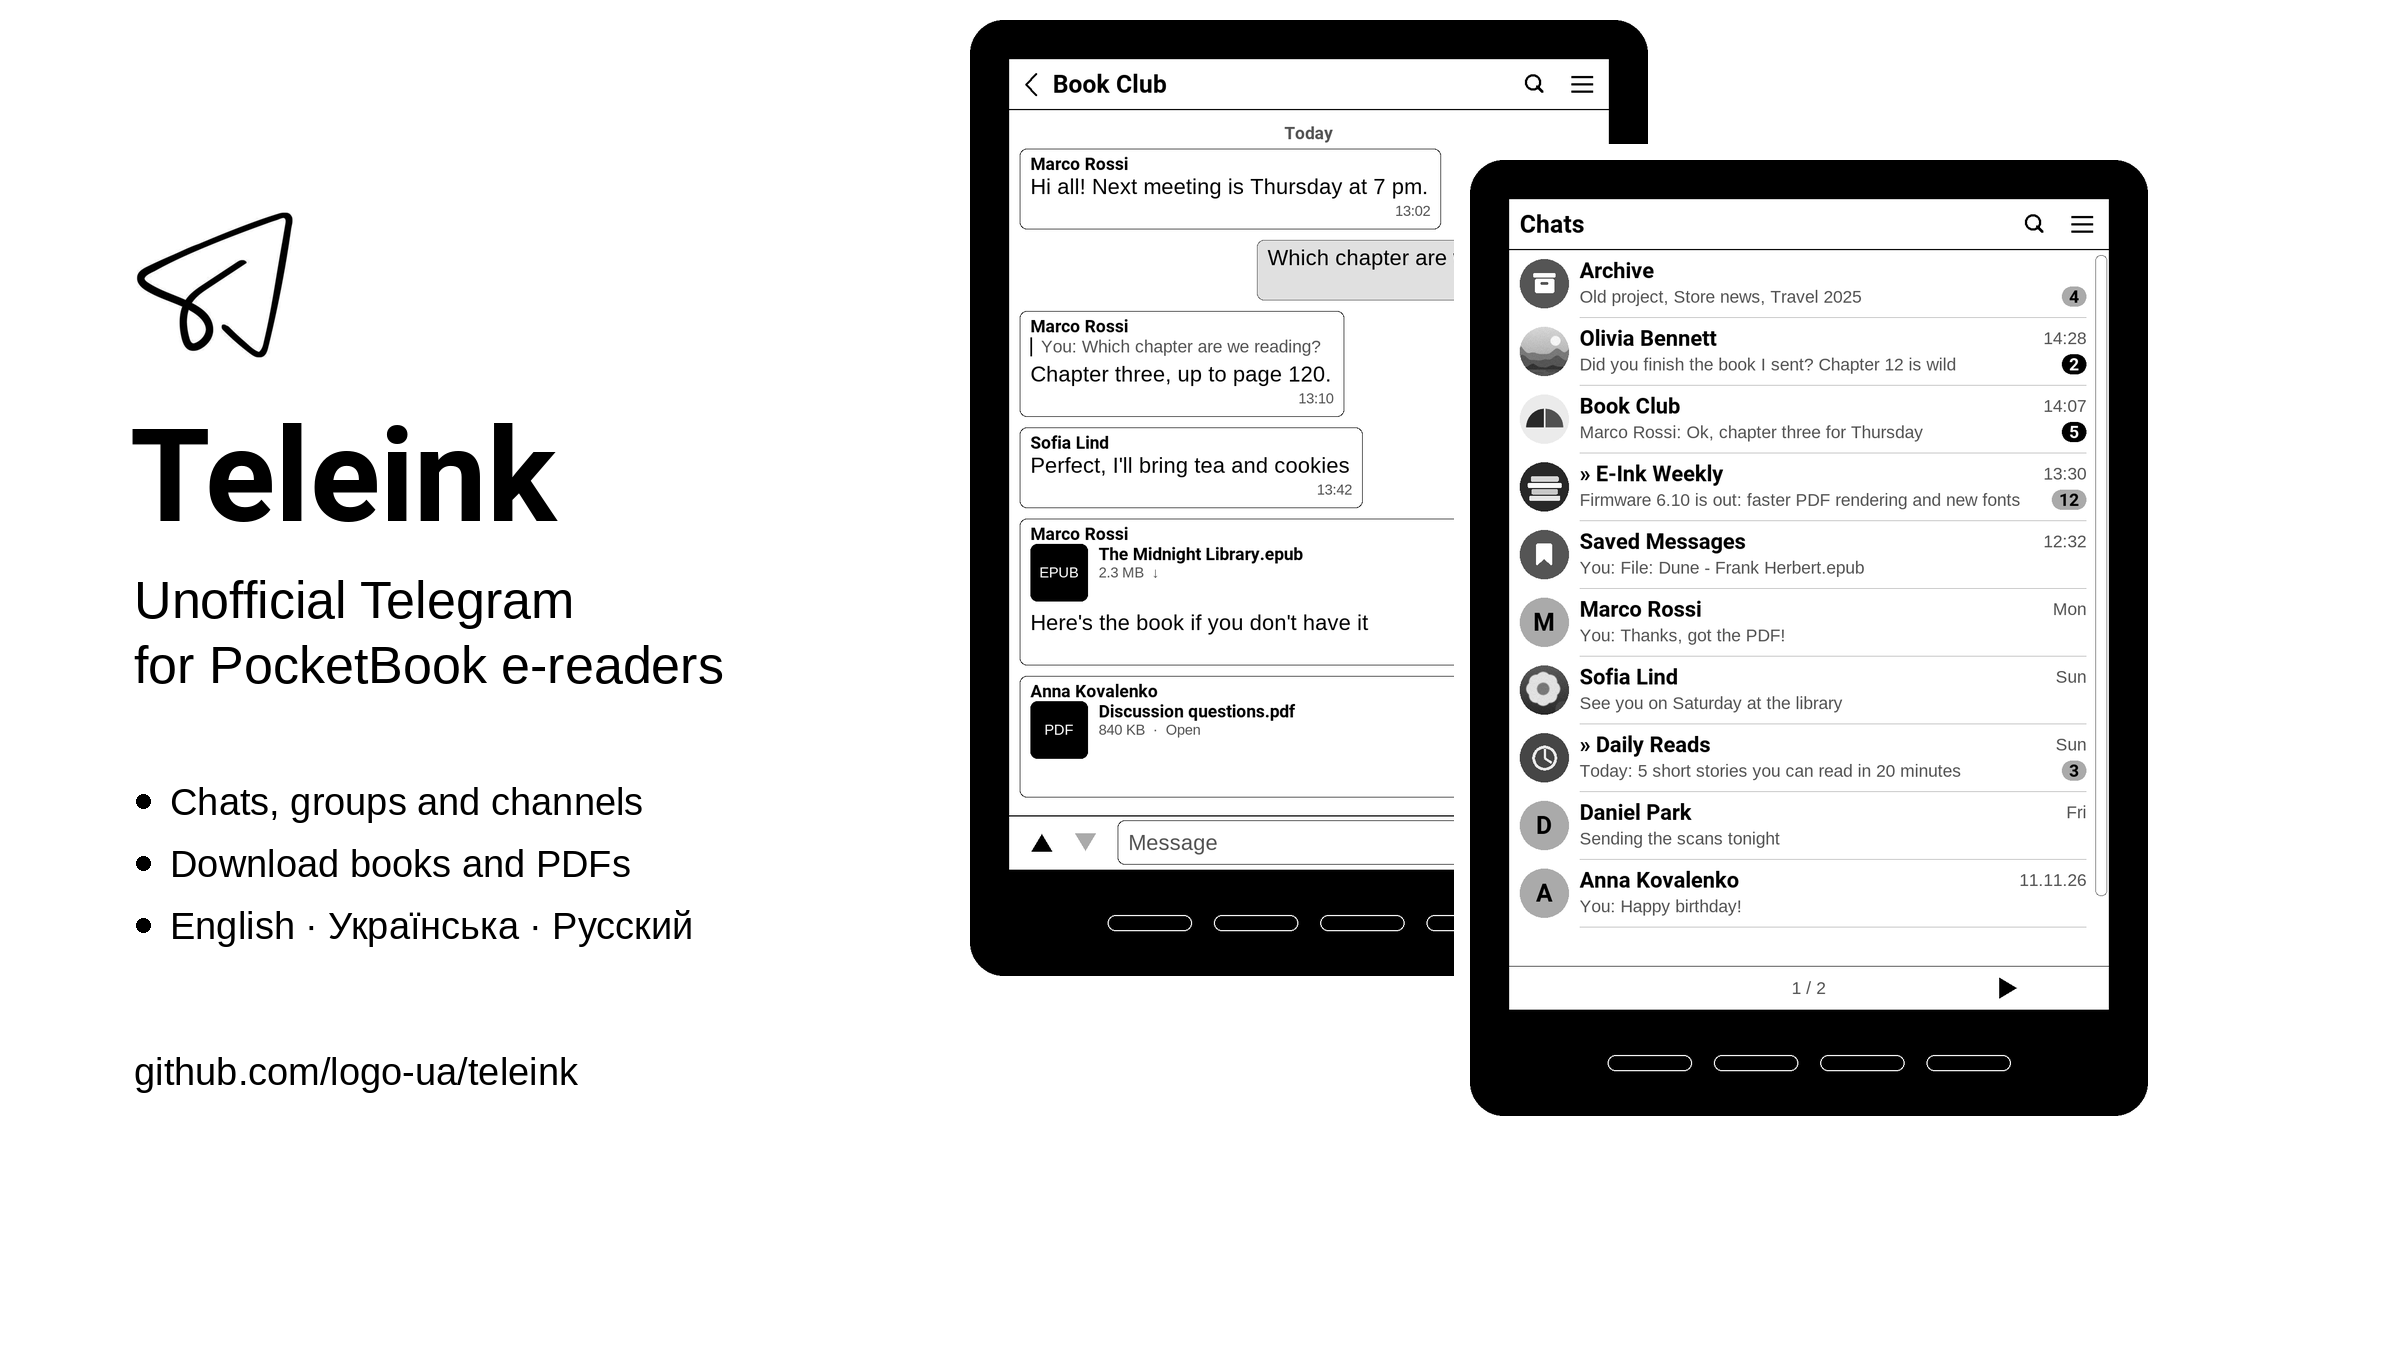 Teleink
Unofficial Telegram
for PocketBook e-readers
Chats, groups and channels
Download books and PDFs
English · Українська · Русский
github.com/logo-ua/teleink
Book Club
Today
Marco Rossi
Hi all! Next meeting is Thursday at 7 pm.
13:02
Which chapter are
Marco Rossi
You: Which chapter are we reading?
Chapter three, up to page 120.
13:10
Sofia Lind
Perfect, I'll bring tea and cookies
13:42
Marco Rossi
EPUB
The Midnight Library.epub
2.3 MB ↓
Here's the book if you don't have it
Anna Kovalenko
PDF
Discussion questions.pdf
840 KB · Open
Message
Chats
Archive
Old project, Store news, Travel 2025
4
Olivia Bennett
14:28
Did you finish the book I sent? Chapter 12 is wild
2
Book Club
14:07
Marco Rossi: Ok, chapter three for Thursday
5
» E-Ink Weekly
13:30
Firmware 6.10 is out: faster PDF rendering and new fonts
12
Saved Messages
12:32
You: File: Dune - Frank Herbert.epub
M
Marco Rossi
Mon
You: Thanks, got the PDF!
Sofia Lind
Sun
See you on Saturday at the library
» Daily Reads
Sun
Today: 5 short stories you can read in 20 minutes
3
D
Daniel Park
Fri
Sending the scans tonight
A
Anna Kovalenko
11.11.26
You: Happy birthday!
1 / 2